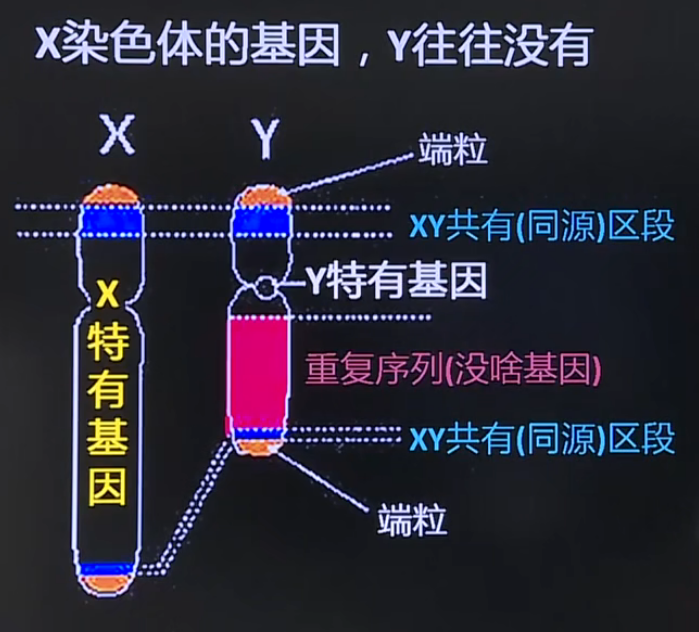 X染色体的基因，Y往往没有
X
Y
端粒
XY共有(同源)区段
Y特有基因
X特有基因
重复序列(没啥基因)
XY共有(同源)区段
端粒